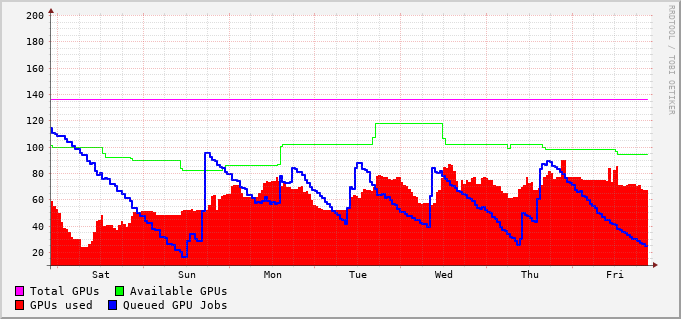 200
180
160
140
120
100
80
60
40
20
Sat Sun Mon Tue Wed Thu Fri
Total GPUs Available GPUs
GPUs used Queued GPU Jobs
RRDTOOL / TOBI OETIKER